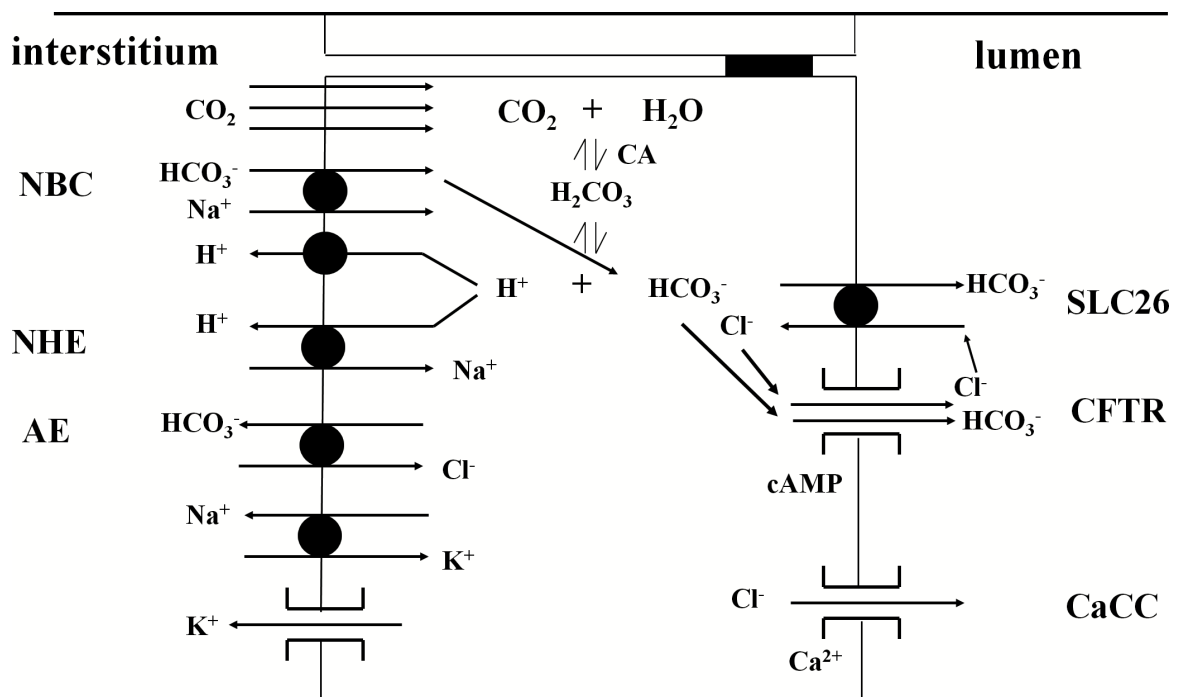 interstitium
lumen
CO₂
CO₂ + H₂O
CA
HCO₃⁻
NBC
H₂CO₃
Na⁺
H⁺
H⁺ + HCO₃⁻
HCO₃⁻
SLC26
H⁺
Cl⁻
NHE
Na⁺
Cl⁻
HCO₃⁻
CFTR
AE
HCO₃⁻
Cl⁻
cAMP
Na⁺
K⁺
Cl⁻
CaCC
K⁺
Ca²⁺